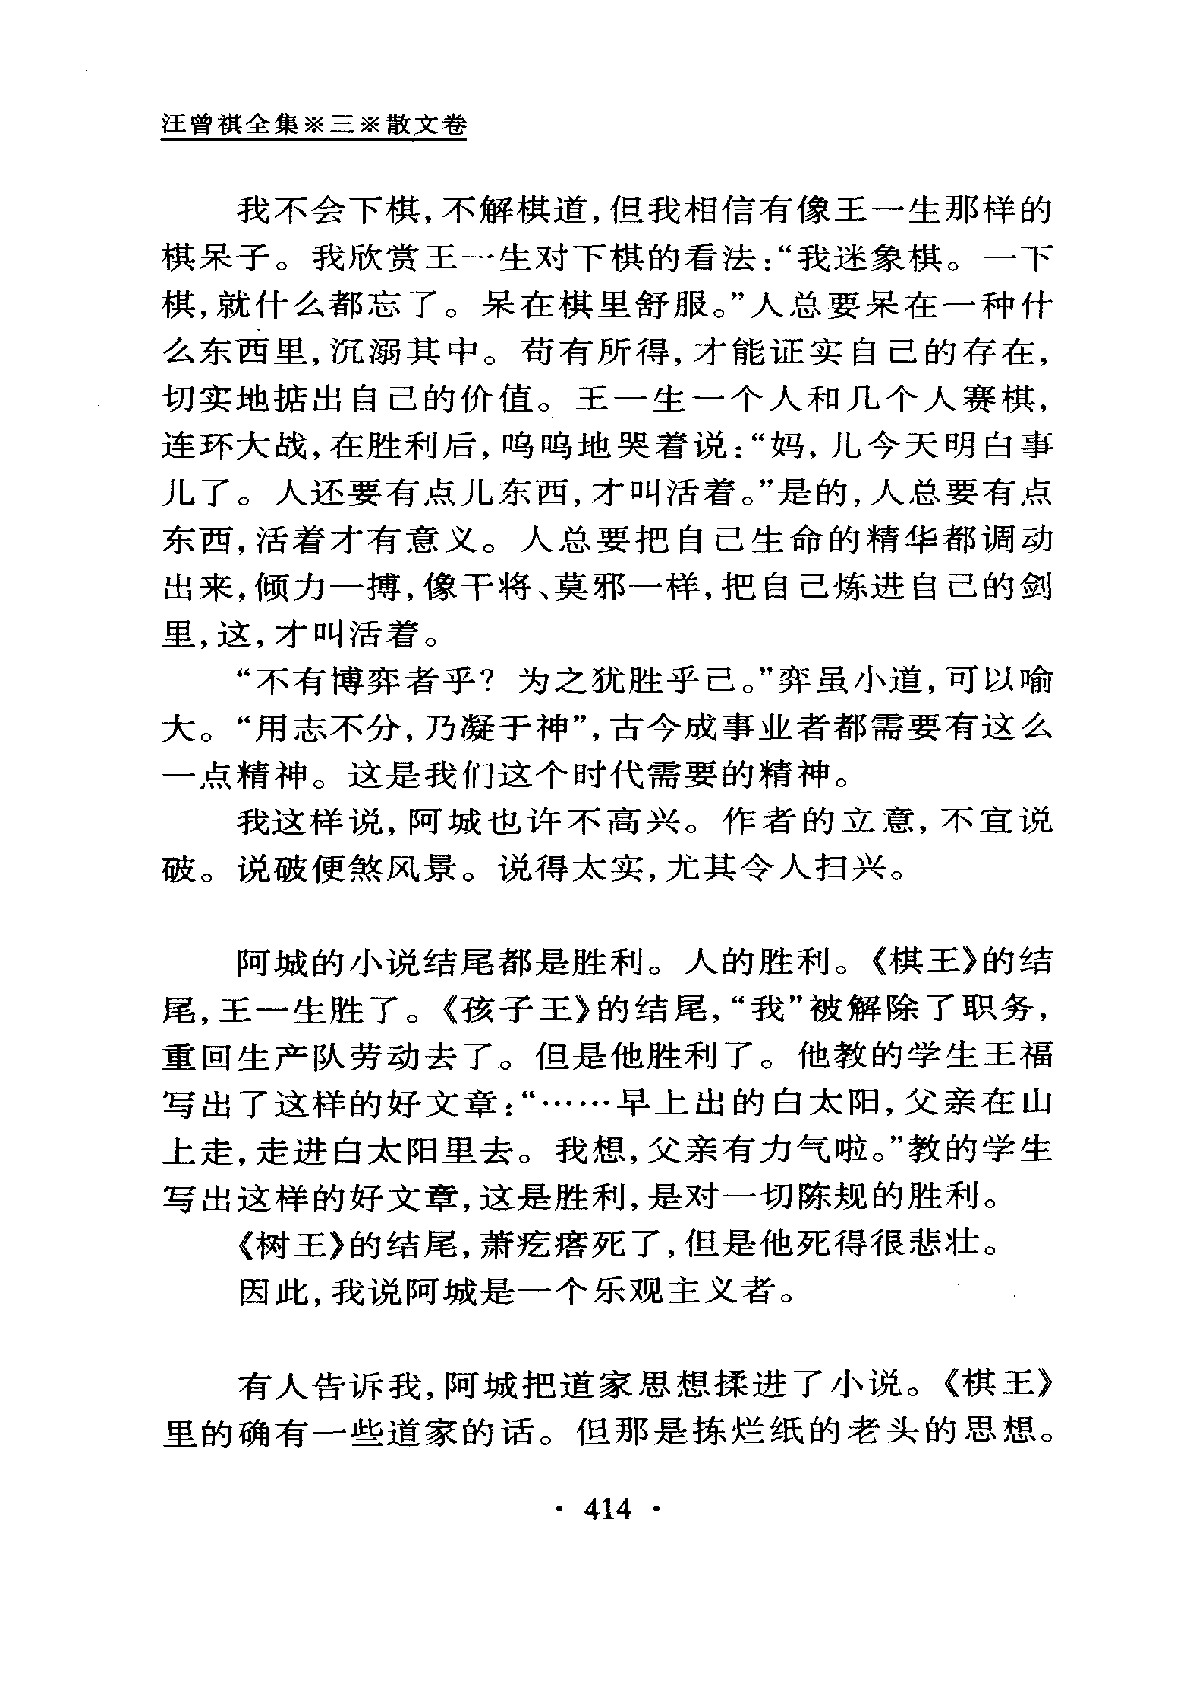 汪曾祺全集※三※散文卷
我不会下棋,不解棋道,但我相信有像王一生那样的
棋呆子。我欣赏王一生对下棋的看法:“我迷象棋。一下
棋,就什么都忘了。呆在棋里舒服。”人总要呆在一种什
么东西里,沉溺其中。苟有所得,才能证实自己的存在,
切实地掂出自己的价值。王一生一个人和几个人赛棋,
连环大战,在胜利后,呜呜地哭着说:“妈,儿今天明白事
儿了。人还要有点儿东西,才叫活着。”是的,人总要有点
东西,活着才有意义。人总要把自己生命的精华都调动
出来,倾力一搏,像干将、莫邪一样,把自己炼进自己的剑
里,这,才叫活着。
“不有博弈者乎? 为之犹胜乎已。”弈虽小道,可以喻
大。“用志不分,乃凝于神”,古今成事业者都需要有这么
一点精神。这是我们这个时代需要的精神。
我这样说,阿城也许不高兴。作者的立意,不宜说
破。说破便煞风景。说得太实,尤其令人扫兴。
阿城的小说结尾都是胜利。人的胜利。《棋王》的结
尾,王一生胜了。《孩子王》的结尾,“我”被解除了职务,
重回生产队劳动去了。但是他胜利了。他教的学生王福
写出了这样的好文章:“……早上出的白太阳,父亲在山
上走,走进白太阳里去。我想,父亲有力气啦。”教的学生
写出这样的好文章,这是胜利,是对一切陈规的胜利。
《树王》的结尾,萧疙瘩死了,但是他死得很悲壮。
因此,我说阿城是一个乐观主义者。
有人告诉我,阿城把道家思想揉进了小说。《棋王》
里的确有一些道家的话。但那是拣烂纸的老头的思想。
· 414 ·